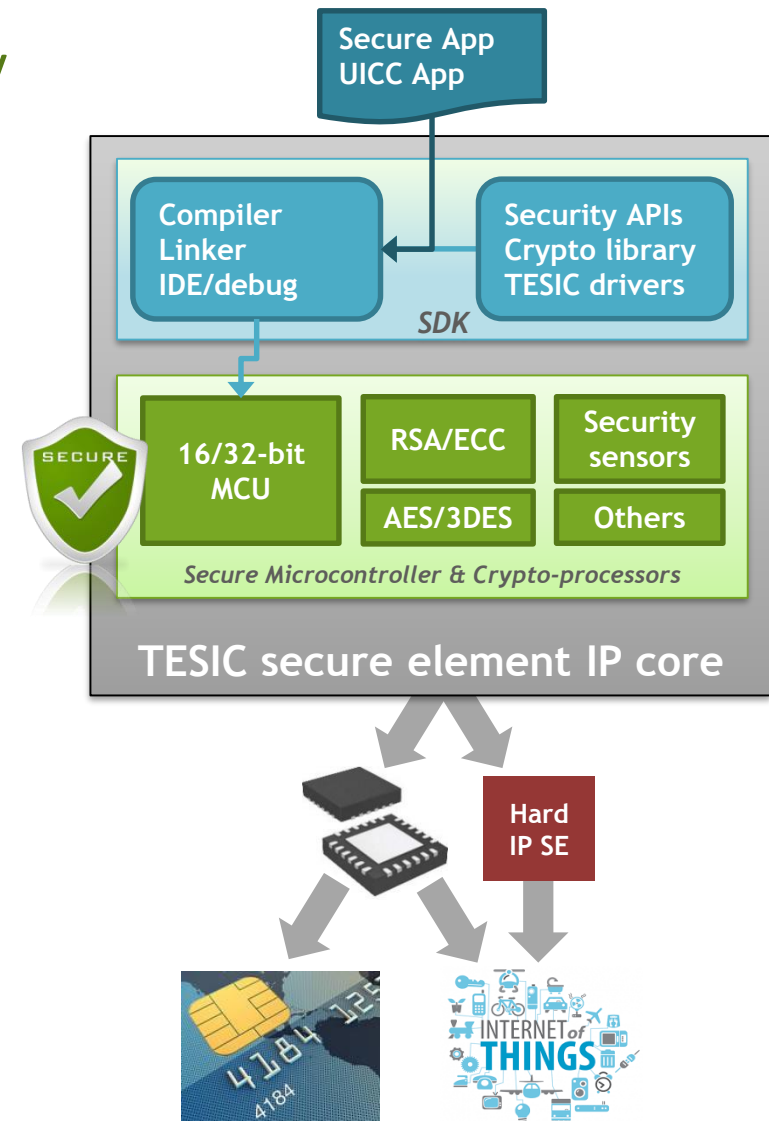 y
Secure App
UICC App
Compiler
Linker
IDE/debug
Security APIs
Crypto library
TESIC drivers
SDK
SECURE
16/32-bit
MCU
RSA/ECC
Security
sensors
AES/3DES
Others
Secure Microcontroller & Crypto-processors
TESIC secure element IP core
Hard
IP SE
4184 125
4184
INTERNET of
THINGS